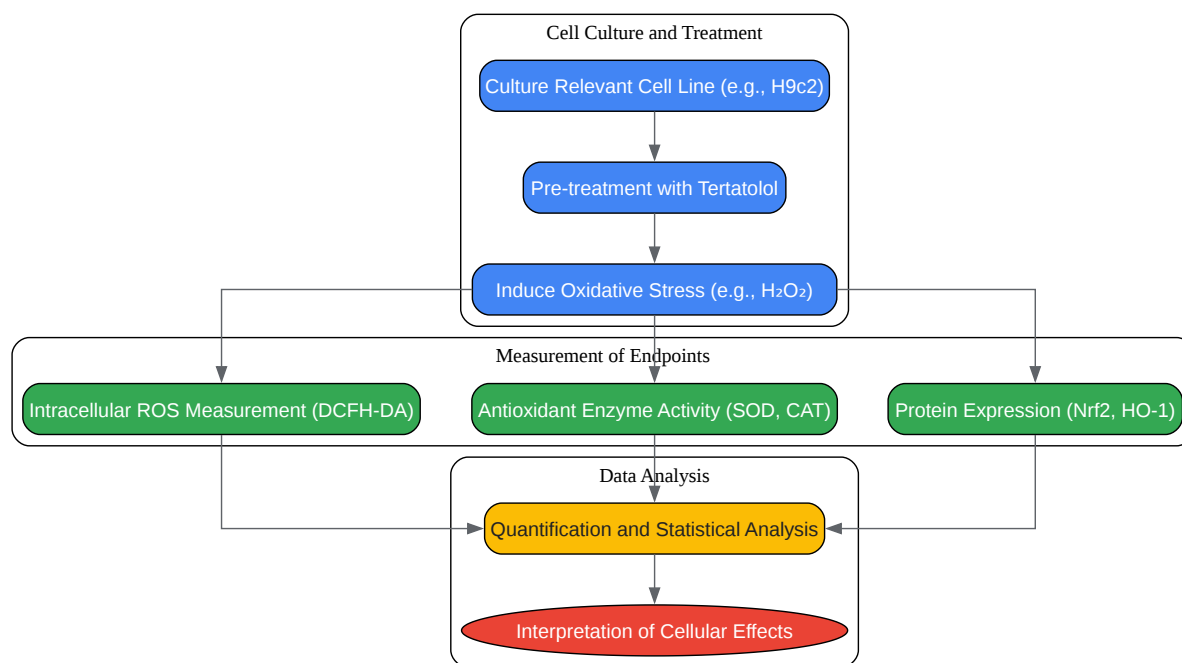 Cell Culture and Treatment
Culture Relevant Cell Line (e.g., H9c2)
Pre-treatment with Tertatolol
Induce Oxidative Stress (e.g., H₂O₂)
Measurement of Endpoints
Intracellular ROS Measurement (DCFH-DA)
Antioxidant Enzyme Activity (SOD, CAT)
Protein Expression (Nrf2, HO-1)
Data Analysis
Quantification and Statistical Analysis
Interpretation of Cellular Effects